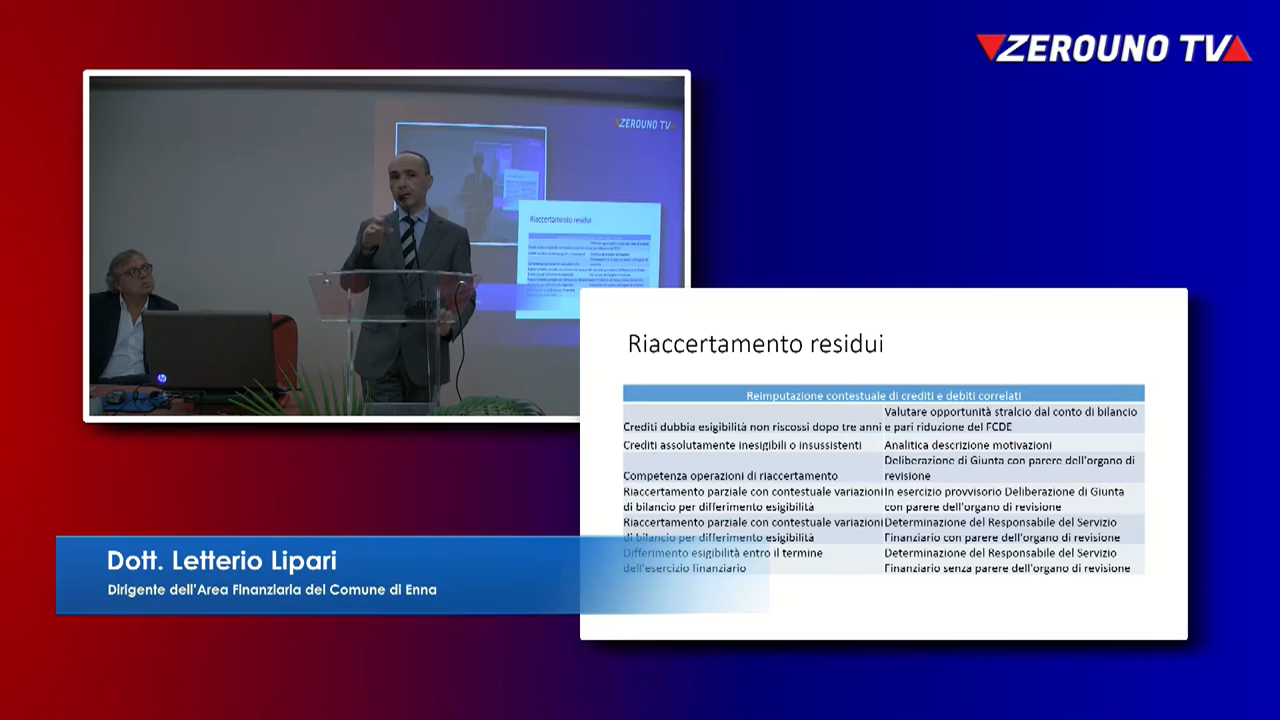 ZEROUNO TV
ZEROUNO TV
Riaccertamento residui
Riaccertamento residui
Reimputazione contestuale di crediti e debiti correlati
Crediti dubbia esigibilità non riscossi dopo tre anni
Valutare opportunità stralcio dal conto di bilancio
e pari riduzione del FCDE
Crediti assolutamente inesigibili o insussistenti
Analitica descrizione motivazioni
Competenza operazioni di riaccertamento
Deliberazione di Giunta con parere dell'organo di
revisione
Riaccertamento parziale con contestuale variazioni
di bilancio per differimento esigibilità
In esercizio provvisorio Deliberazione di Giunta
con parere dell'organo di revisione
Riaccertamento parziale con contestuale variazioni
di bilancio per differimento esigibilità
Determinazione del Responsabile del Servizio
Finanziario con parere dell'organo di revisione
Differimento esigibilità entro il termine
dell'esercizio finanziario
Determinazione del Responsabile del Servizio
Finanziario senza parere dell'organo di revisione
Dott. Letterio Lipari
Dirigente dell'Area Finanziaria del Comune di Enna